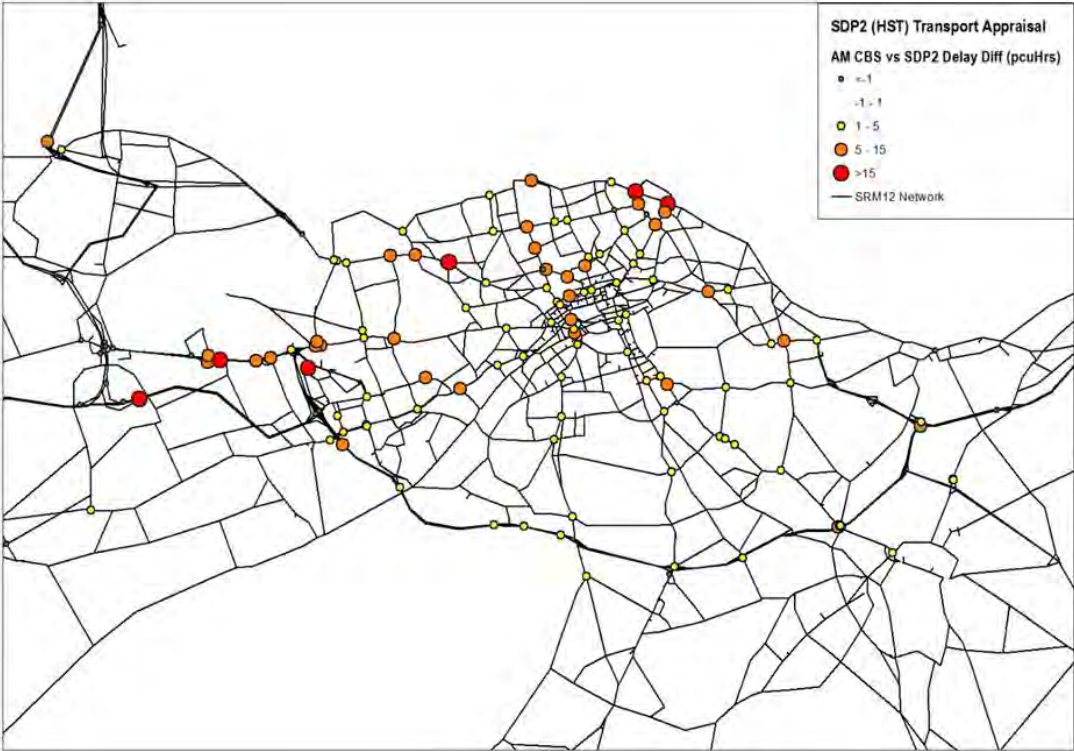 SDP2 (HST) Transport Appraisal
AM CBS vs SDP2 Delay Diff (pcuHrs)
<-1
-1 - 1
1 - 5
5 - 15
>15
SRM12 Network